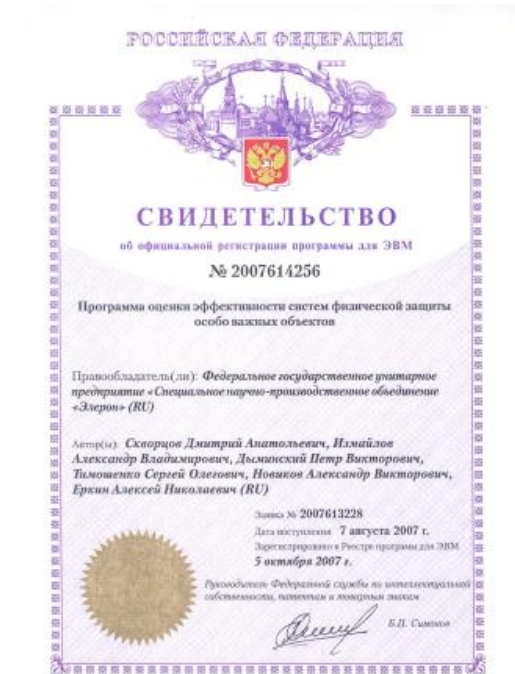 РОССИЙСКАЯ ФЕДЕРАЦИЯ
СВИДЕТЕЛЬСТВО
об официальной регистрации программы для ЭВМ
№ 2007614256
Программа оценки эффективности систем физической защиты
особо важных объектов
Правообладатель(ли): Федеральное государственное унитарное
предприятие «Специальное научно-производственное объединение
«Элерон» (RU)
Автор(ы): Скворцов Дмитрий Анатольевич, Измайлов
Александр Владимирович, Дыминский Петр Викторович,
Тимошенко Сергей Олегович, Новиков Александр Викторович,
Еркин Алексей Николаевич (RU)
Заявка № 2007613228
Дата поступления 7 августа 2007 г.
Зарегистрировано в Реестре программ для ЭВМ
5 октября 2007 г.
Руководитель Федеральной службы по интеллектуальной
собственности, патентам и товарным знакам
Б.П. Симонов